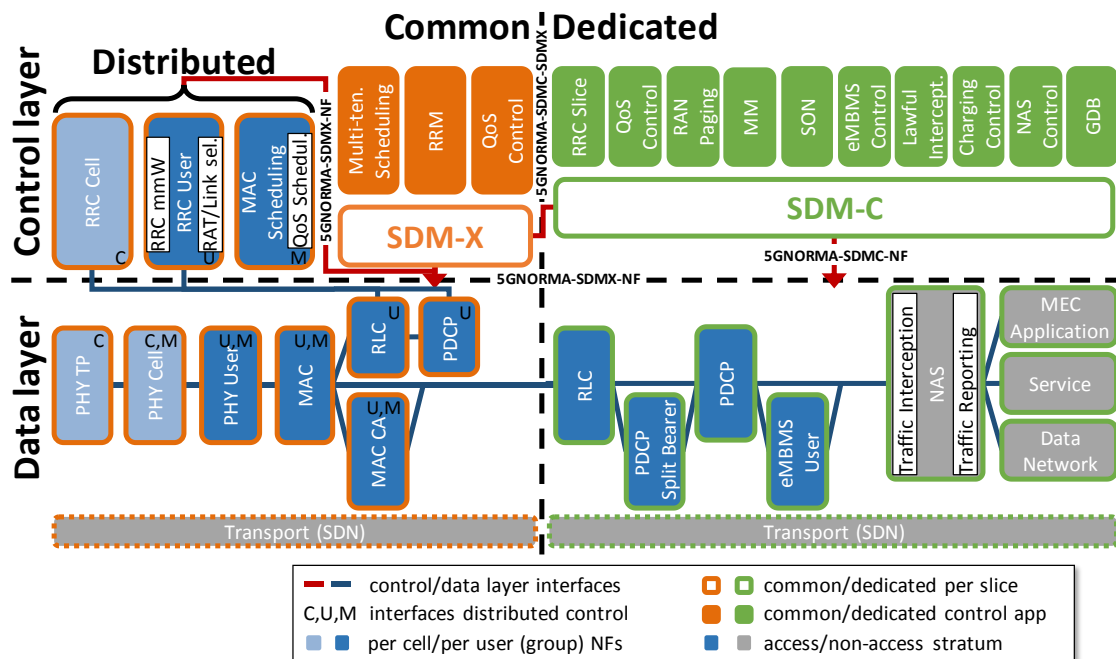 Common
Dedicated
Distributed
Control layer
Data layer
RRC Cell
C
RRC mmW
RRC User
RAT/Link sel.
U
MAC
Scheduling
QoS Schedul.
M
5GNORMA-SDMX-NF
Multi-ten.
Scheduling
RRM
QoS
Control
5GNORMA-SDMC-SDMX
RRC Slice
QoS
Control
RAN
Paging
MM
SON
eMBMS
Control
Lawful
Intercept.
Charging
Control
NAS
Control
GDB
SDM-X
SDM-C
5GNORMA-SDMC-NF
5GNORMA-SDMX-NF
C
PHY TP
C,M
PHY Cell
U,M
PHY User
U,M
MAC
U
RLC
U
PDCP
U,M
MAC CA
RLC
PDCP
Split Bearer
PDCP
eMBMS
User
Traffic Interception
NAS
Traffic Reporting
MEC
Application
Service
Data
Network
Transport (SDN)
Transport (SDN)
control/data layer interfaces
C,U,M interfaces distributed control
per cell/per user (group) NFs
common/dedicated per slice
common/dedicated control app
access/non-access stratum